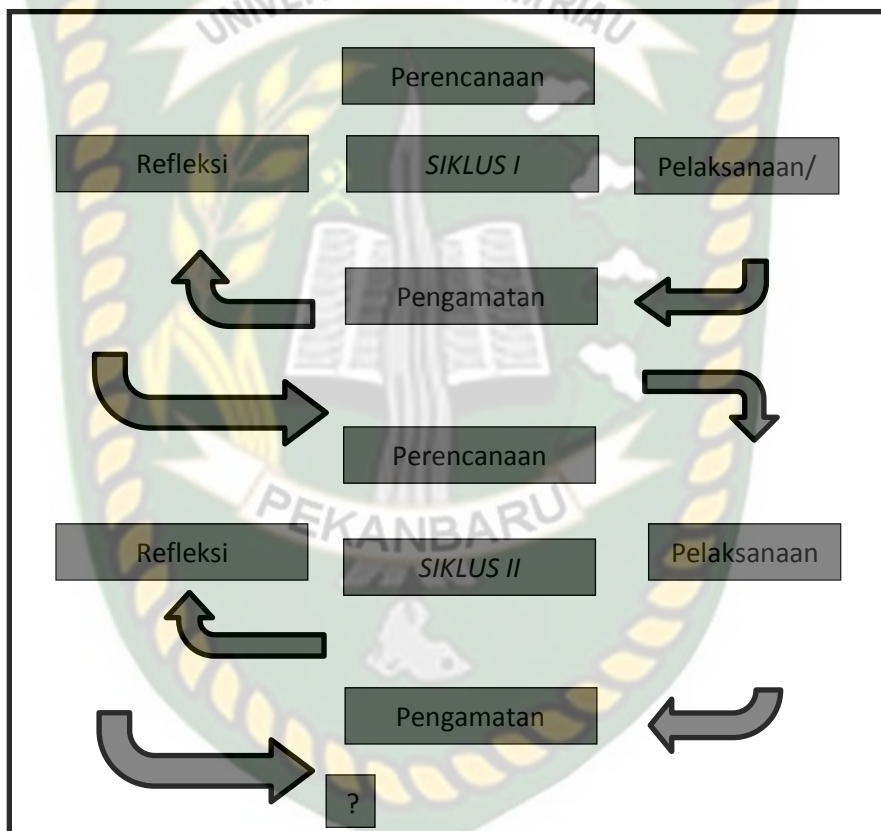 Perencanaan
Refleksi
SIKLUS I
Pelaksanaan/
Pengamatan
Perencanaan
PEKANBARU
Refleksi
SIKLUS II
Pelaksanaan
Pengamatan
?